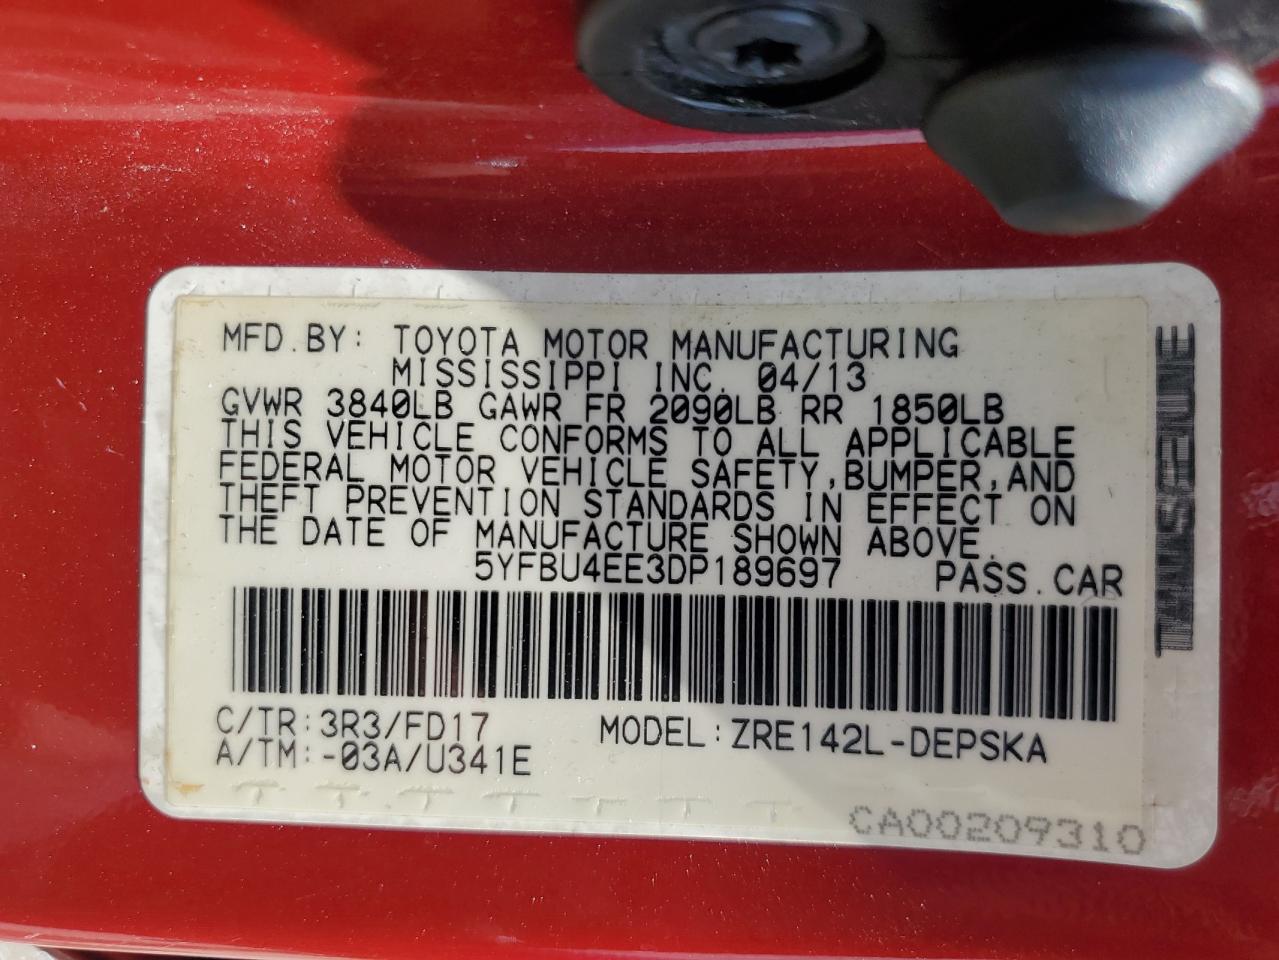 MFD.BY: TOYOTA MOTOR MANUFACTURING
MISSISSIPPI INC. 04/13
GVWR 3840LB GAWR FR 2090LB RR 1850LB
THIS VEHICLE CONFORMS TO ALL APPLICABLE
FEDERAL MOTOR VEHICLE SAFETY,BUMPER,AND
THEFT PREVENTION STANDARDS IN EFFECT ON
THE DATE OF MANUFACTURE SHOWN ABOVE.
5YFBU4EE3DP189697 PASS.CAR
C/TR:3R3/FD17 MODEL:ZRE142L-DEPSKA
A/TM:-03A/U341E
CA00209310